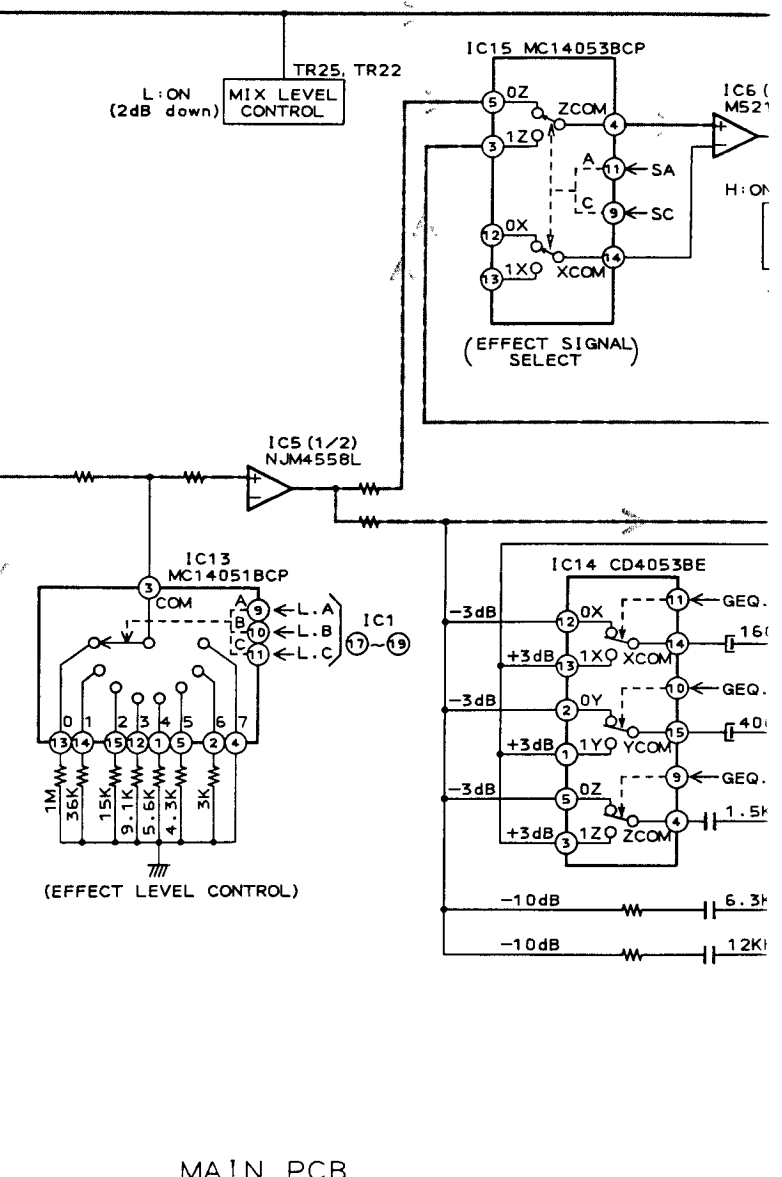 IC15 MC14053BCP
TR25, TR22
L:ON
(2dB down)
MIX LEVEL
CONTROL
IC6 (
M521
5
0Z
ZCOM
4
+
−
3
1Z
A
11
SA
C
9
SC
H:ON
12
0X
14
13
1X
XCOM
(EFFECT SIGNAL)
SELECT
IC5 (1/2)
NJM4558L
+
−
IC13
MC14051BCP
3
COM
A
9
L.A
B
10
L.B
C
11
L.C
IC1
17~19
0
1
2
3
4
5
6
7
13
14
15
12
1
5
2
4
1M
36K
15K
9.1K
5.6K
4.3K
3K
(EFFECT LEVEL CONTROL)
IC14 CD4053BE
11
GEQ.
-3dB
12
0X
14
160
+3dB
13
1X
XCOM
10
GEQ.
-3dB
2
0Y
15
400
+3dB
1
1Y
YCOM
9
GEQ.
-3dB
5
0Z
4
1.5K
+3dB
3
1Z
ZCOM
-10dB
6.3K
-10dB
12K
MAIN PCB